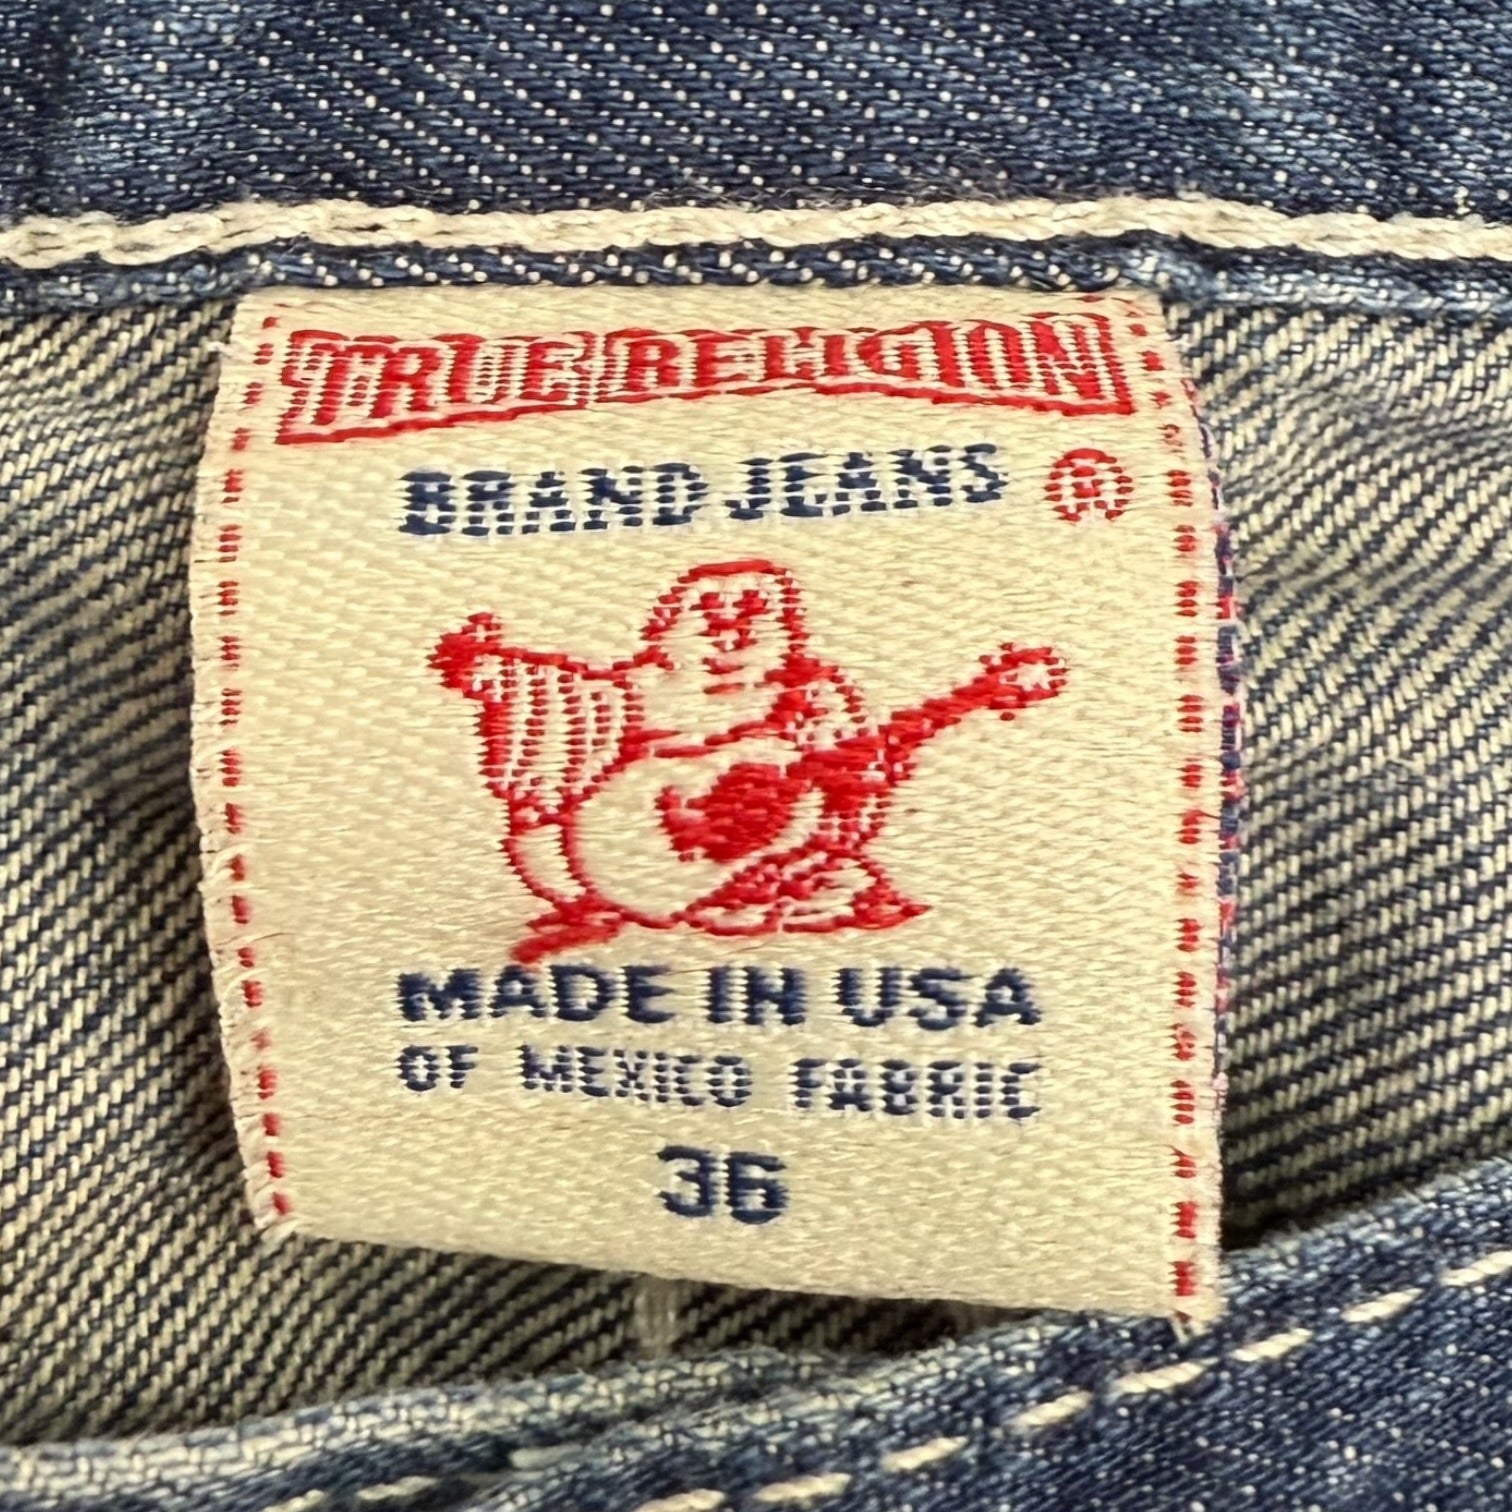 TRUE RELIGION
BRAND JEANS ®
MADE IN USA
OF MEXICO FABRIC
36